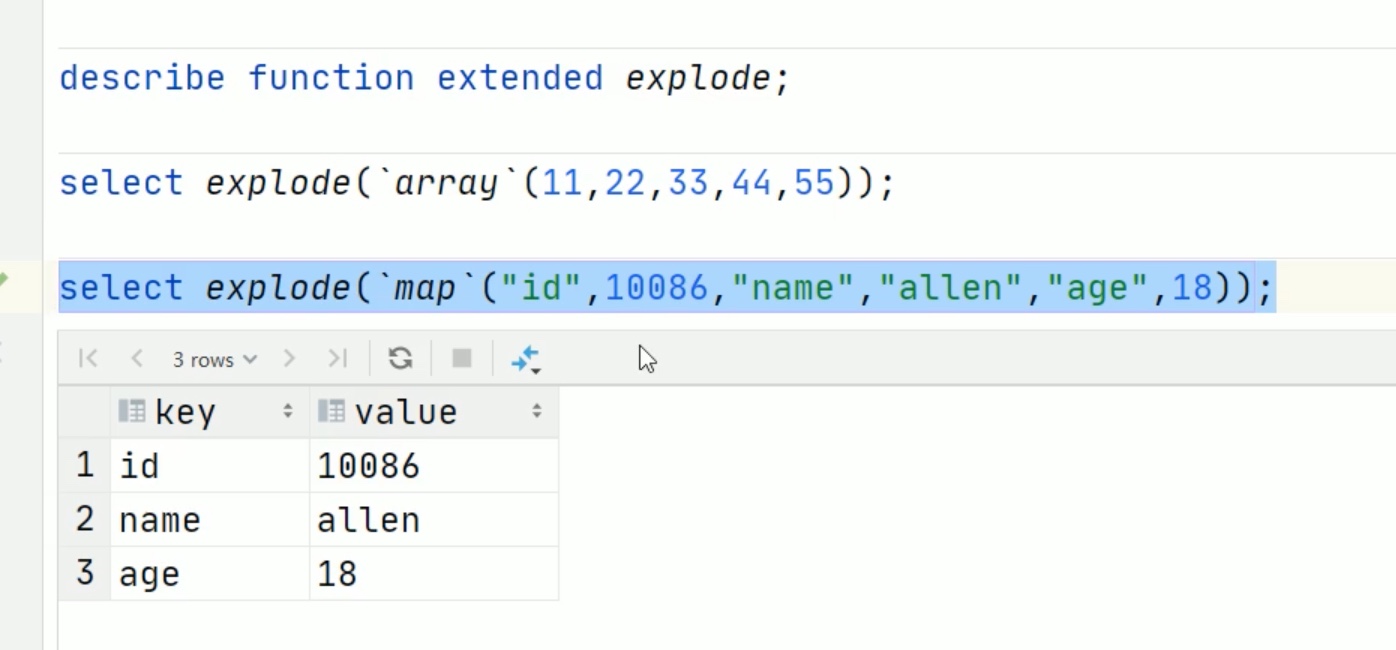 describe function extended explode;
select explode(`array`(11,22,33,44,55));
select explode(`map`("id",10086,"name","allen","age",18));
3 rows
key value
1 id 10086
2 name allen
3 age 18